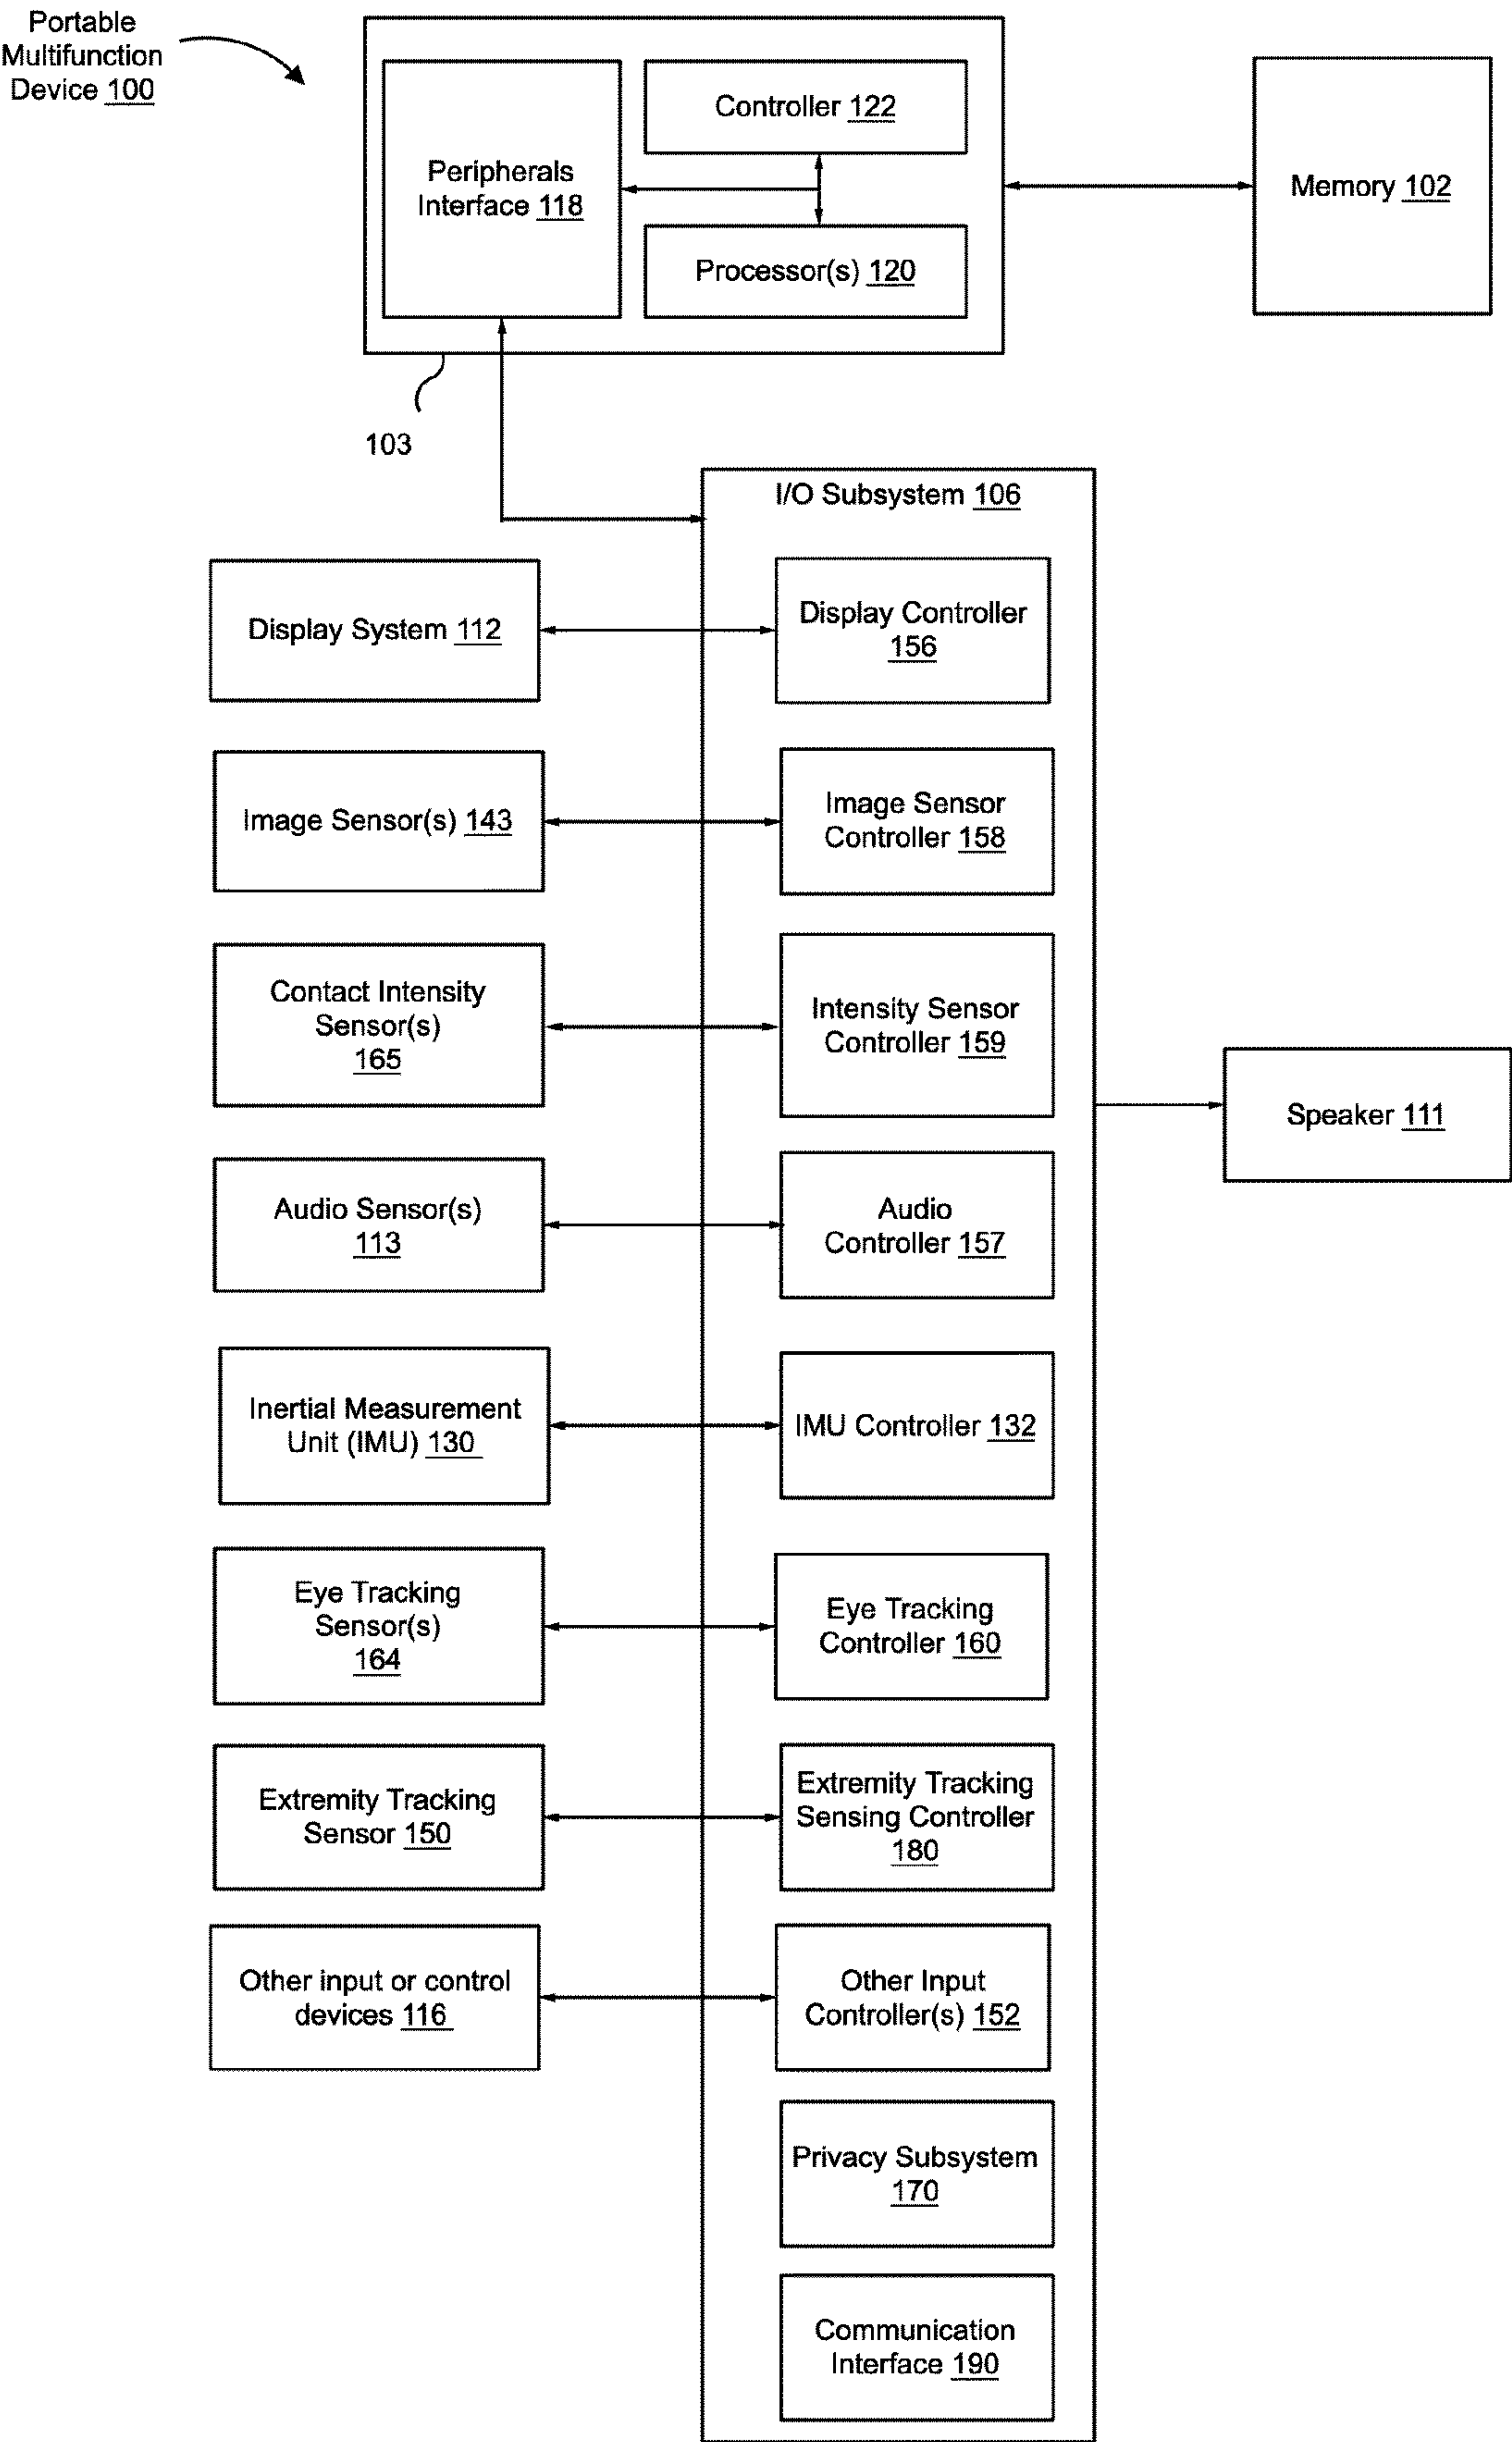 Portable
Multifunction
Device 100
Controller 122
Peripherals
Interface 118
Processor(s) 120
Memory 102
103
I/O Subsystem 106
Display System 112
Display Controller
156
Image Sensor(s) 143
Image Sensor
Controller 158
Contact Intensity
Sensor(s)
165
Intensity Sensor
Controller 159
Speaker 111
Audio Sensor(s)
113
Audio
Controller 157
Inertial Measurement
Unit (IMU) 130
IMU Controller 132
Eye Tracking
Sensor(s)
164
Eye Tracking
Controller 160
Extremity Tracking
Sensor 150
Extremity Tracking
Sensing Controller
180
Other input or control
devices 116
Other Input
Controller(s) 152
Privacy Subsystem
170
Communication
Interface 190